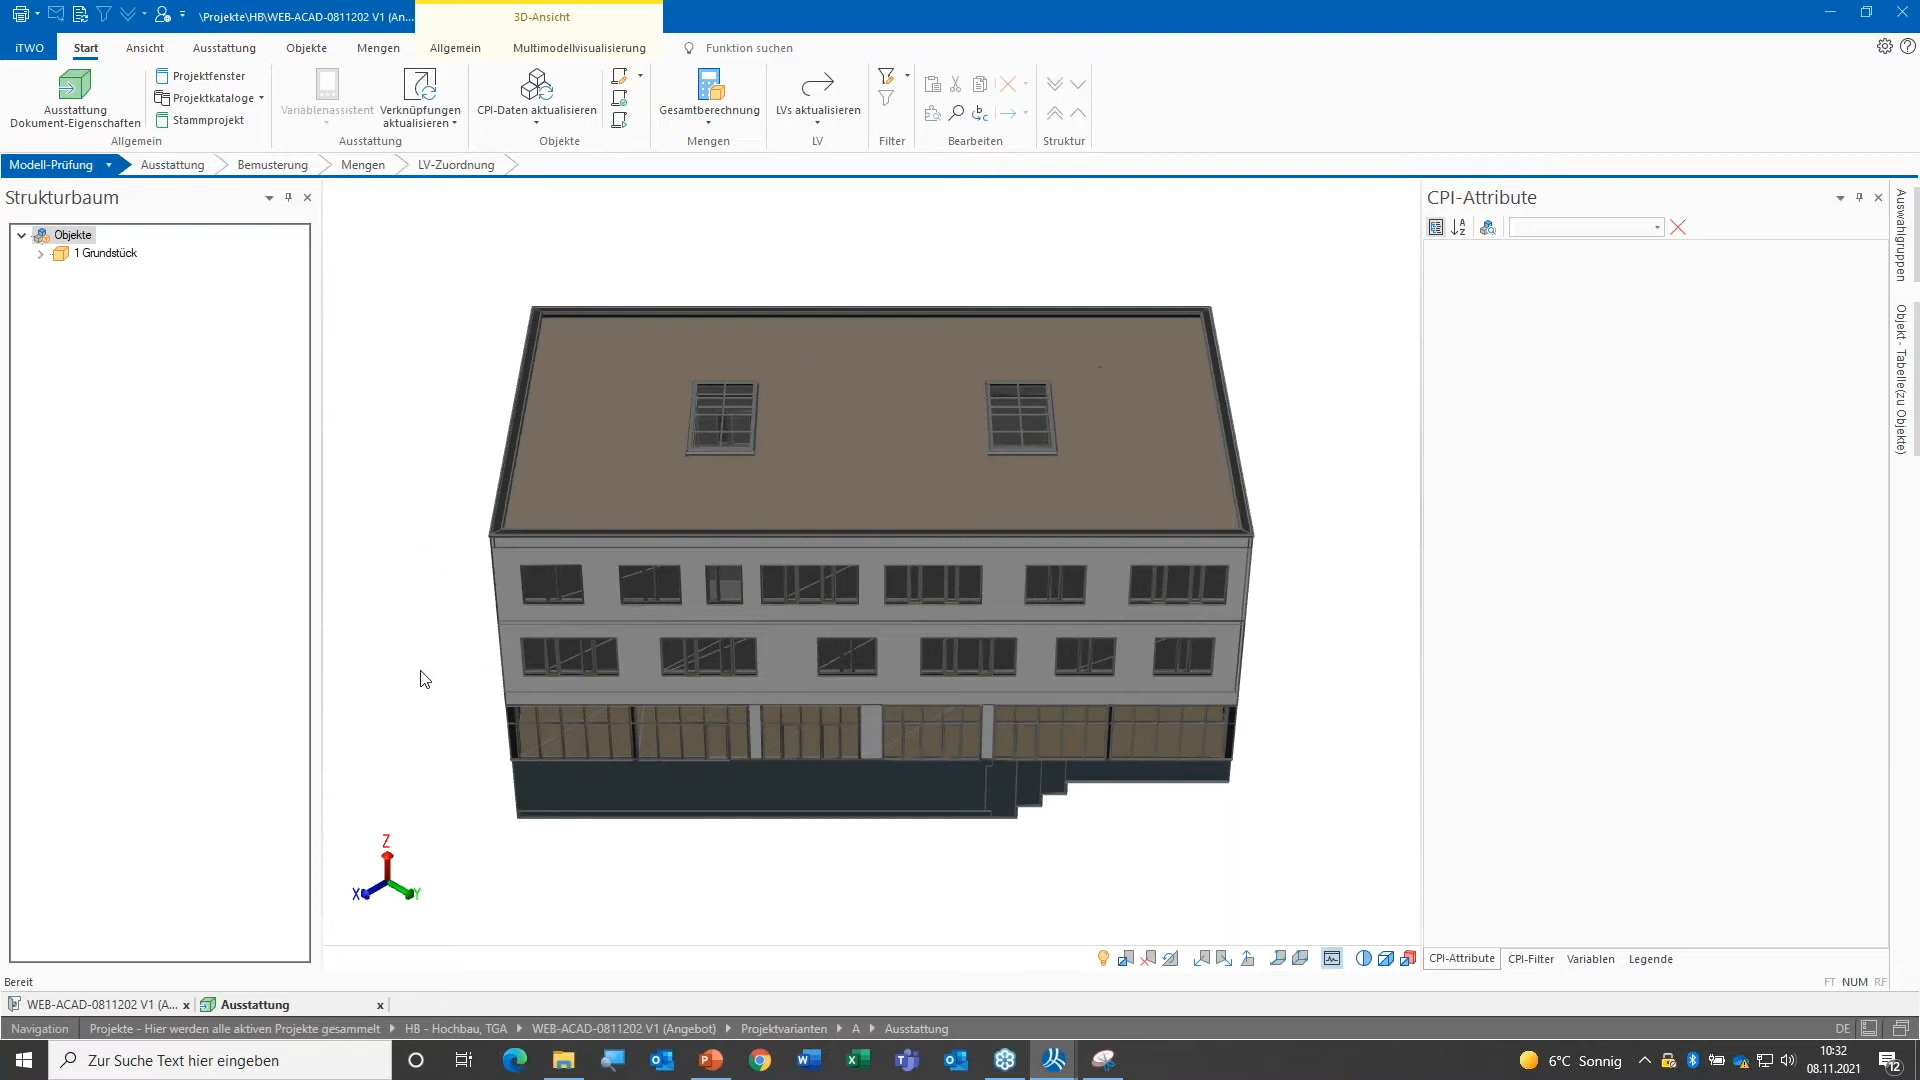 \Projekte\HB\WEB-ACAD-0811202 V1 (An...
3D-Ansicht
iTWO
Start
Ansicht
Ausstattung
Objekte
Mengen
Allgemein
Multimodellvisualisierung
Funktion suchen
Ausstattung
Dokument-Eigenschaften
Projektfenster
Projektkataloge
Stammprojekt
Allgemein
Variablenassistent
Verknüpfungen
aktualisieren
Ausstattung
CPI-Daten aktualisieren
Objekte
Gesamtberechnung
Mengen
LVs aktualisieren
LV
Filter
Bearbeiten
Struktur
Modell-Prüfung
Ausstattung
Bemusterung
Mengen
LV-Zuordnung
Strukturbaum
Objekte
1 Grundstück
Z
X
Y
CPI-Attribute
Auswahlgruppen
Objekt - Tabelle(zu Objekte)
CPI-Attribute
CPI-Filter
Variablen
Legende
Bereit
FT NUM RF
WEB-ACAD-0811202 V1 (A... x
Ausstattung x
Navigation
Projekte - Hier werden alle aktiven Projekte gesammelt
HB - Hochbau, TGA
WEB-ACAD-0811202 V1 (Angebot)
Projektvarianten
A
Ausstattung
DE
Zur Suche Text hier eingeben
6°C Sonnig
10:32
08.11.2021
12